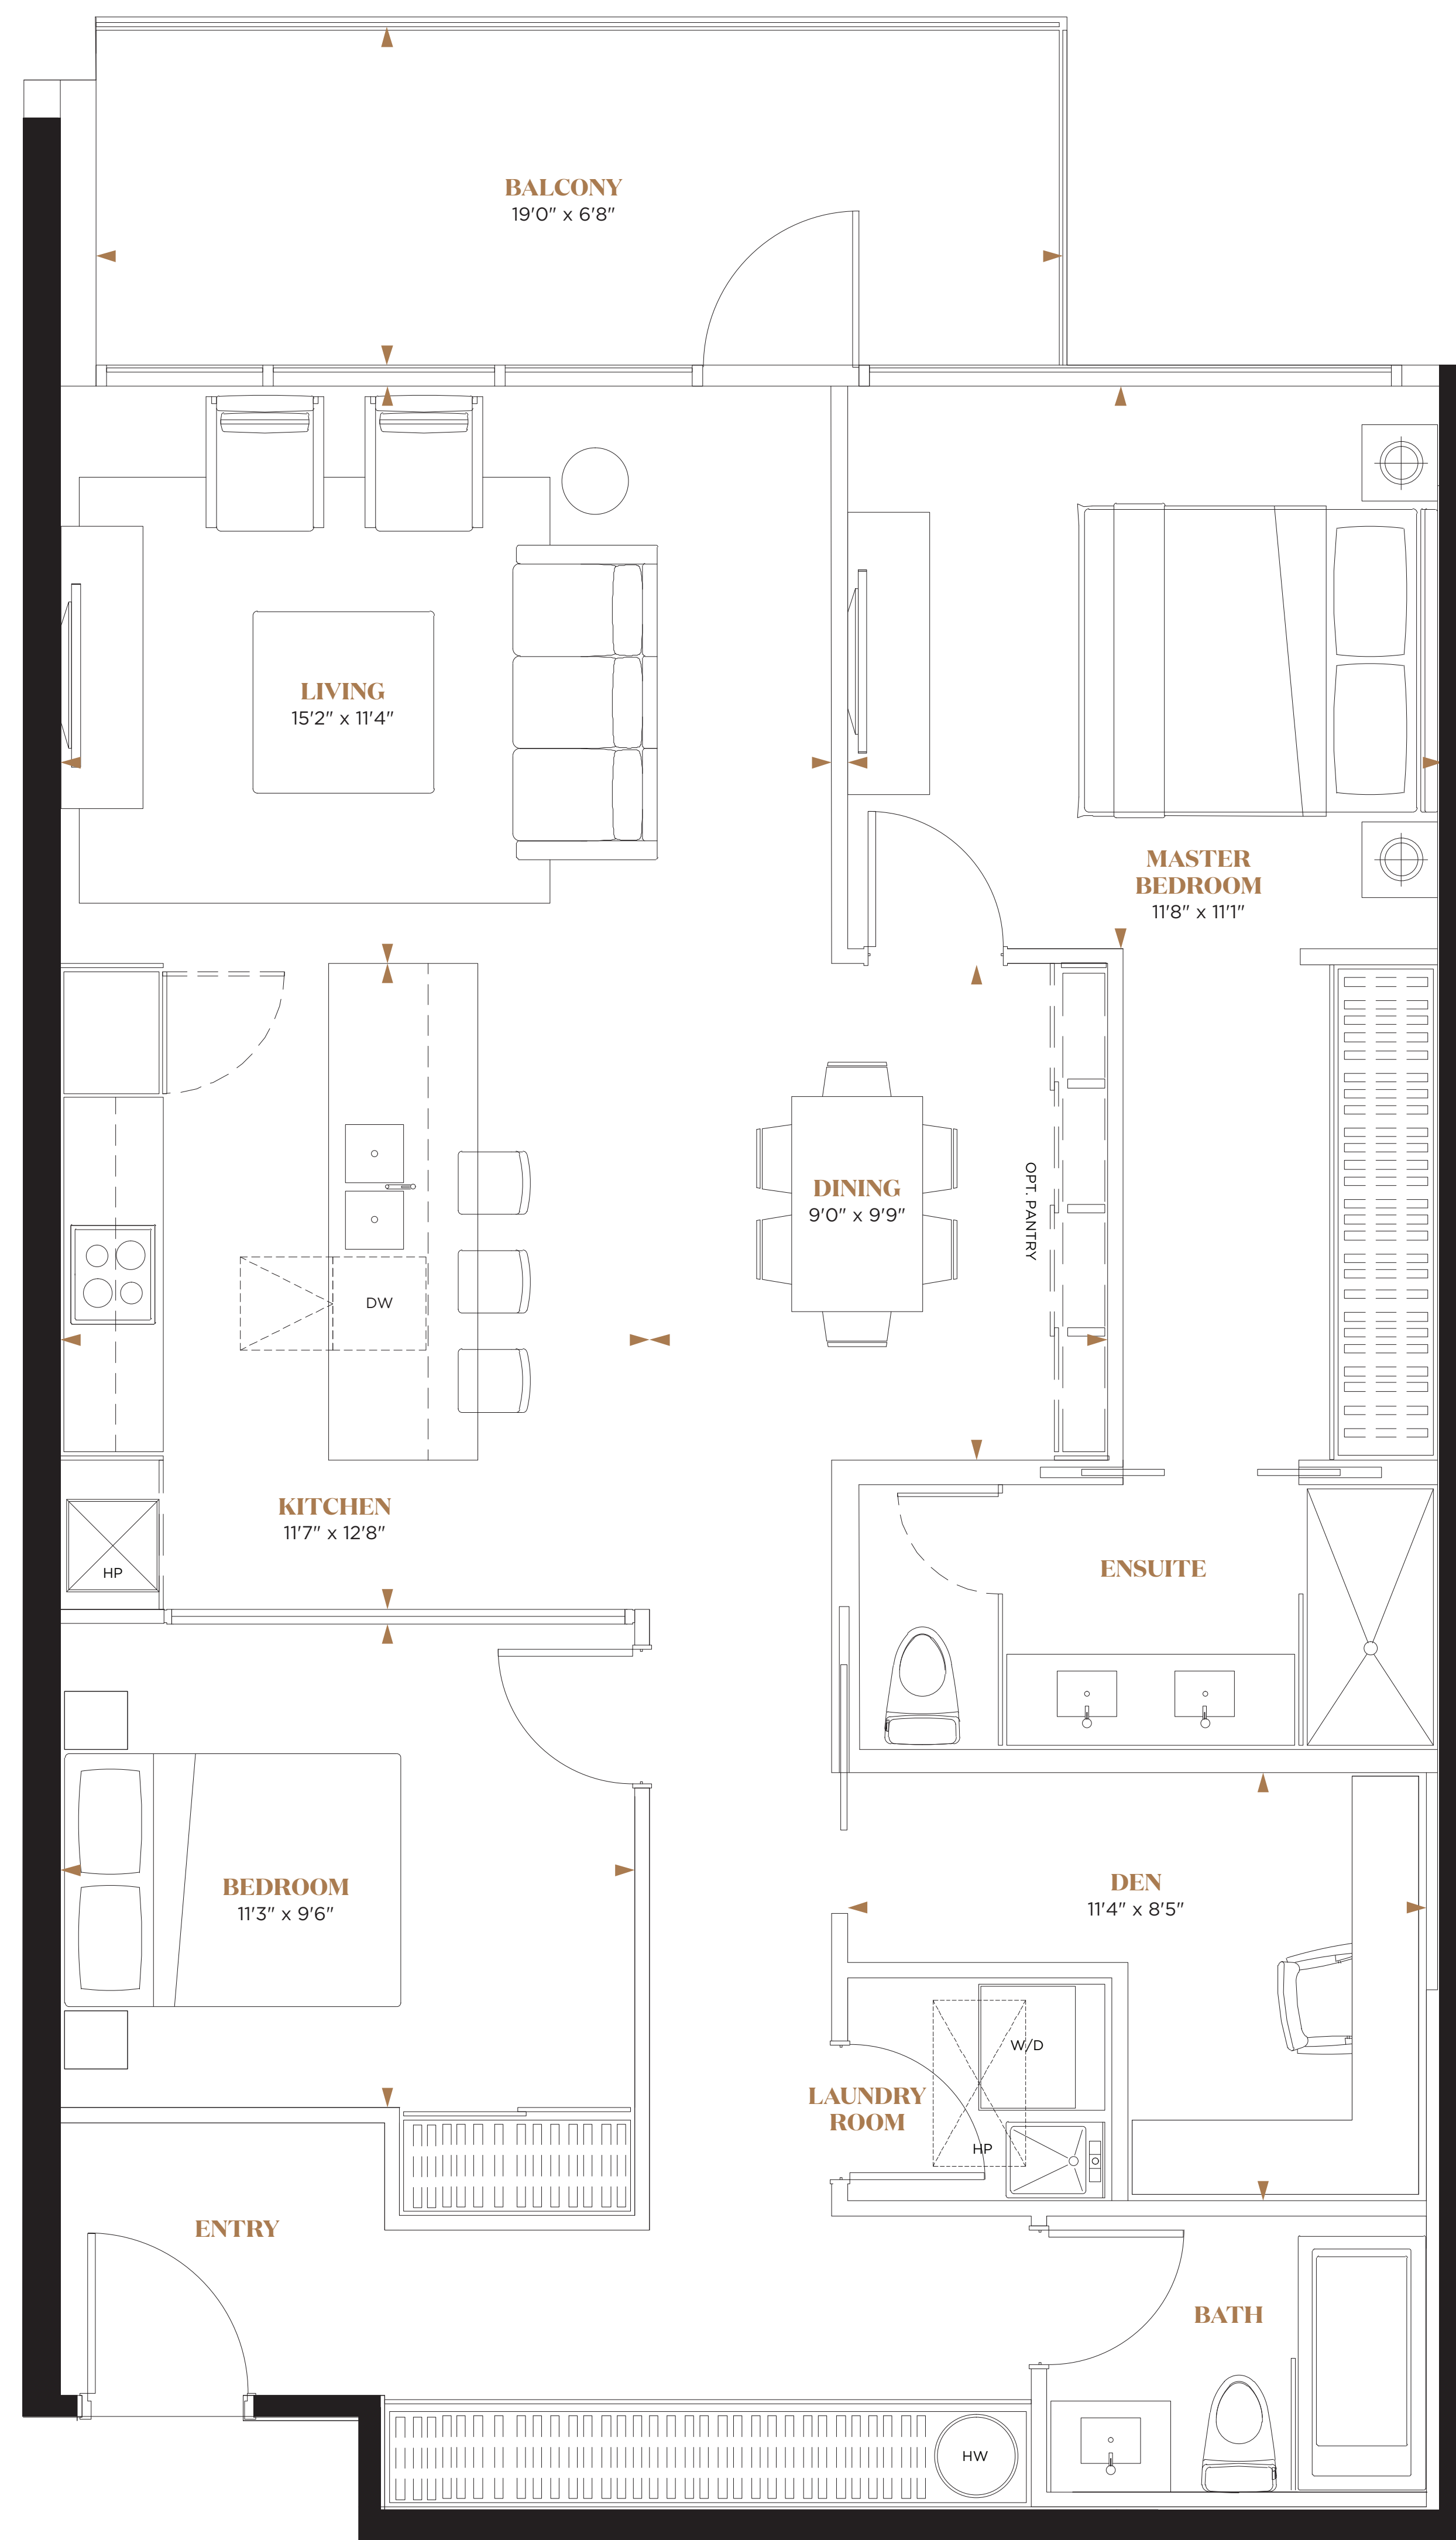 BALCONY
19'0" x 6'8"
LIVING
15'2" x 11'4"
MASTER
BEDROOM
11'8" x 11'1"
DINING
9'0" x 9'9"
OPT. PANTRY
DW
KITCHEN
11'7" x 12'8"
HP
ENSUITE
BEDROOM
11'3" x 9'6"
DEN
11'4" x 8'5"
W/D
LAUNDRY
ROOM
HP
ENTRY
BATH
HW